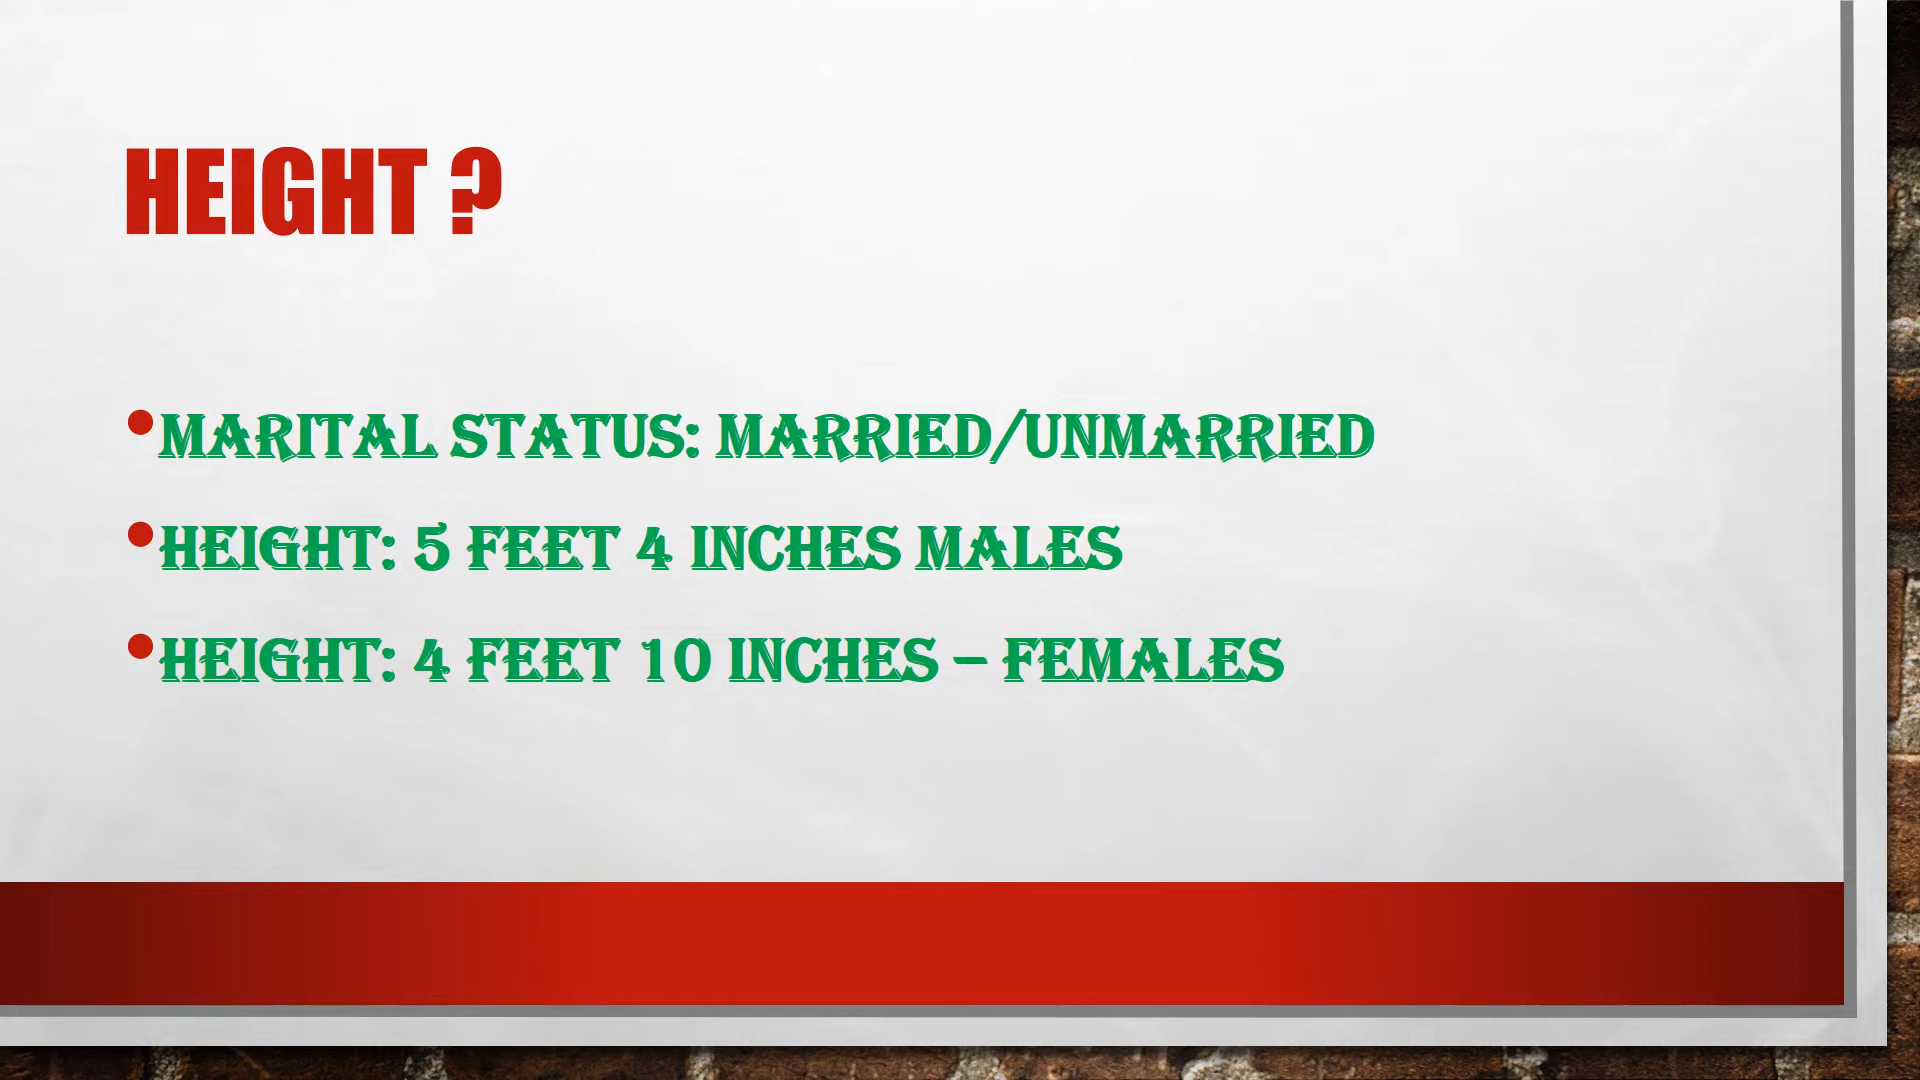 HEIGHT ?
•MARITAL STATUS: MARRIED/UNMARRIED
•HEIGHT: 5 FEET 4 INCHES MALES
•HEIGHT: 4 FEET 10 INCHES – FEMALES